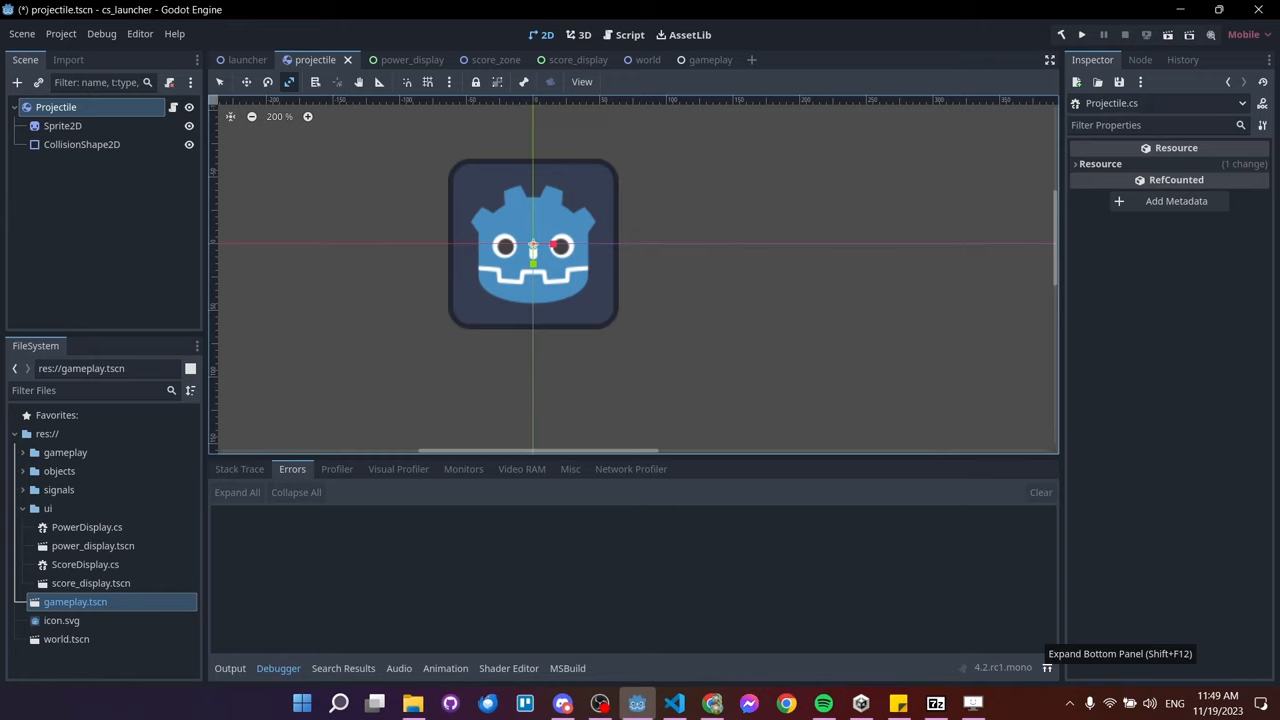 (*) projectile.tscn - cs_launcher - Godot Engine
Scene Project Debug Editor Help
2D 3D Script AssetLib
Mobile
Scene Import
launcher projectile power_display score_zone score_display world gameplay
Inspector Node History
Filter: name, t:type,
View
Projectile
Sprite2D
CollisionShape2D
200 %
Projectile.cs
Filter Properties
Resource
Resource (1 change)
RefCounted
Add Metadata
FileSystem
res://gameplay.tscn
Filter Files
Favorites:
res://
gameplay
objects
signals
ui
PowerDisplay.cs
power_display.tscn
ScoreDisplay.cs
score_display.tscn
gameplay.tscn
icon.svg
world.tscn
Stack Trace Errors Profiler Visual Profiler Monitors Video RAM Misc Network Profiler
Expand All Collapse All Clear
Expand Bottom Panel (Shift+F12)
Output Debugger Search Results Audio Animation Shader Editor MSBuild 4.2.rc1.mono
ENG
11:49 AM
11/19/2023